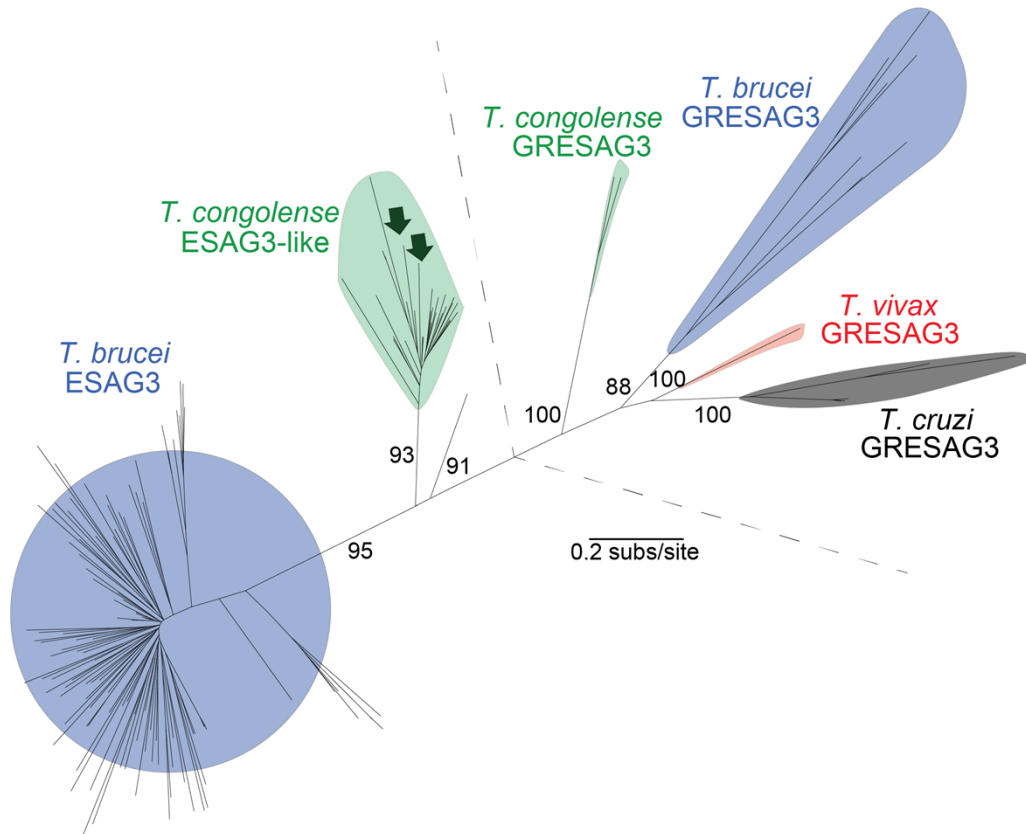 T. brucei
GRESAG3
T. congolense
GRESAG3
T. congolense
ESAG3-like
T. vivax
GRESAG3
T. brucei
ESAG3
88
100
100
100
T. cruzi
GRESAG3
93
91
95
0.2 subs/site